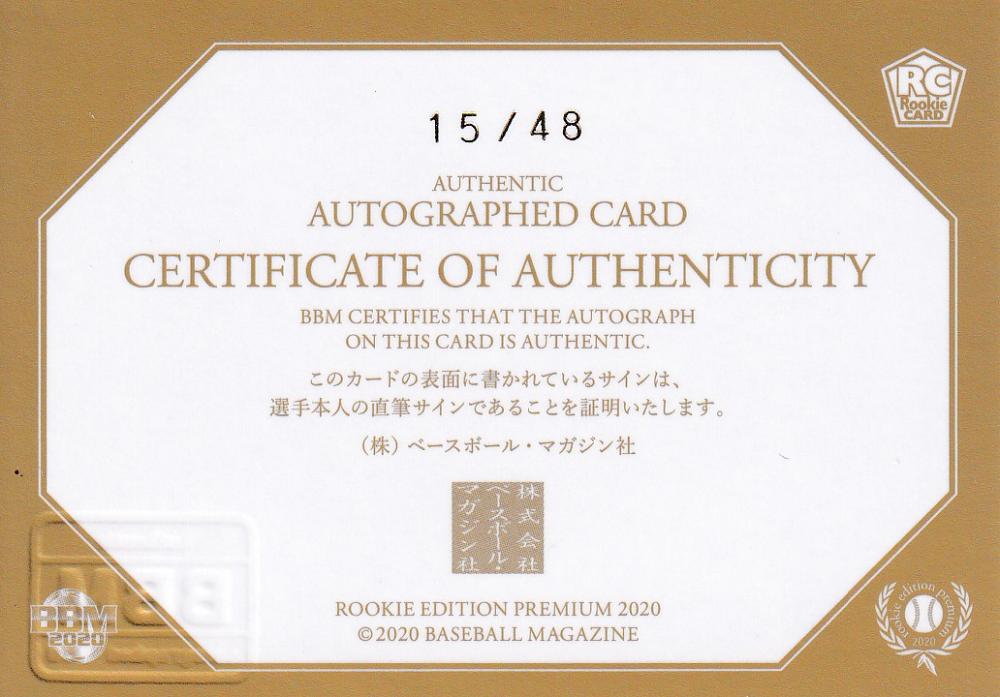 RC
Rookie
CARD
15/48
AUTHENTIC
AUTOGRAPHED CARD
CERTIFICATE OF AUTHENTICITY
BBM CERTIFIES THAT THE AUTOGRAPH
ON THIS CARD IS AUTHENTIC.
このカードの表面に書かれているサインは、
選手本人の直筆サインであることを証明いたします。
(株) ベースボール・マガジン社
株式会社
ベースボール・
マガジン社
ROOKIE EDITION PREMIUM 2020
©2020 BASEBALL MAGAZINE
BBM
2020
rookie edition premium
2020
BBM